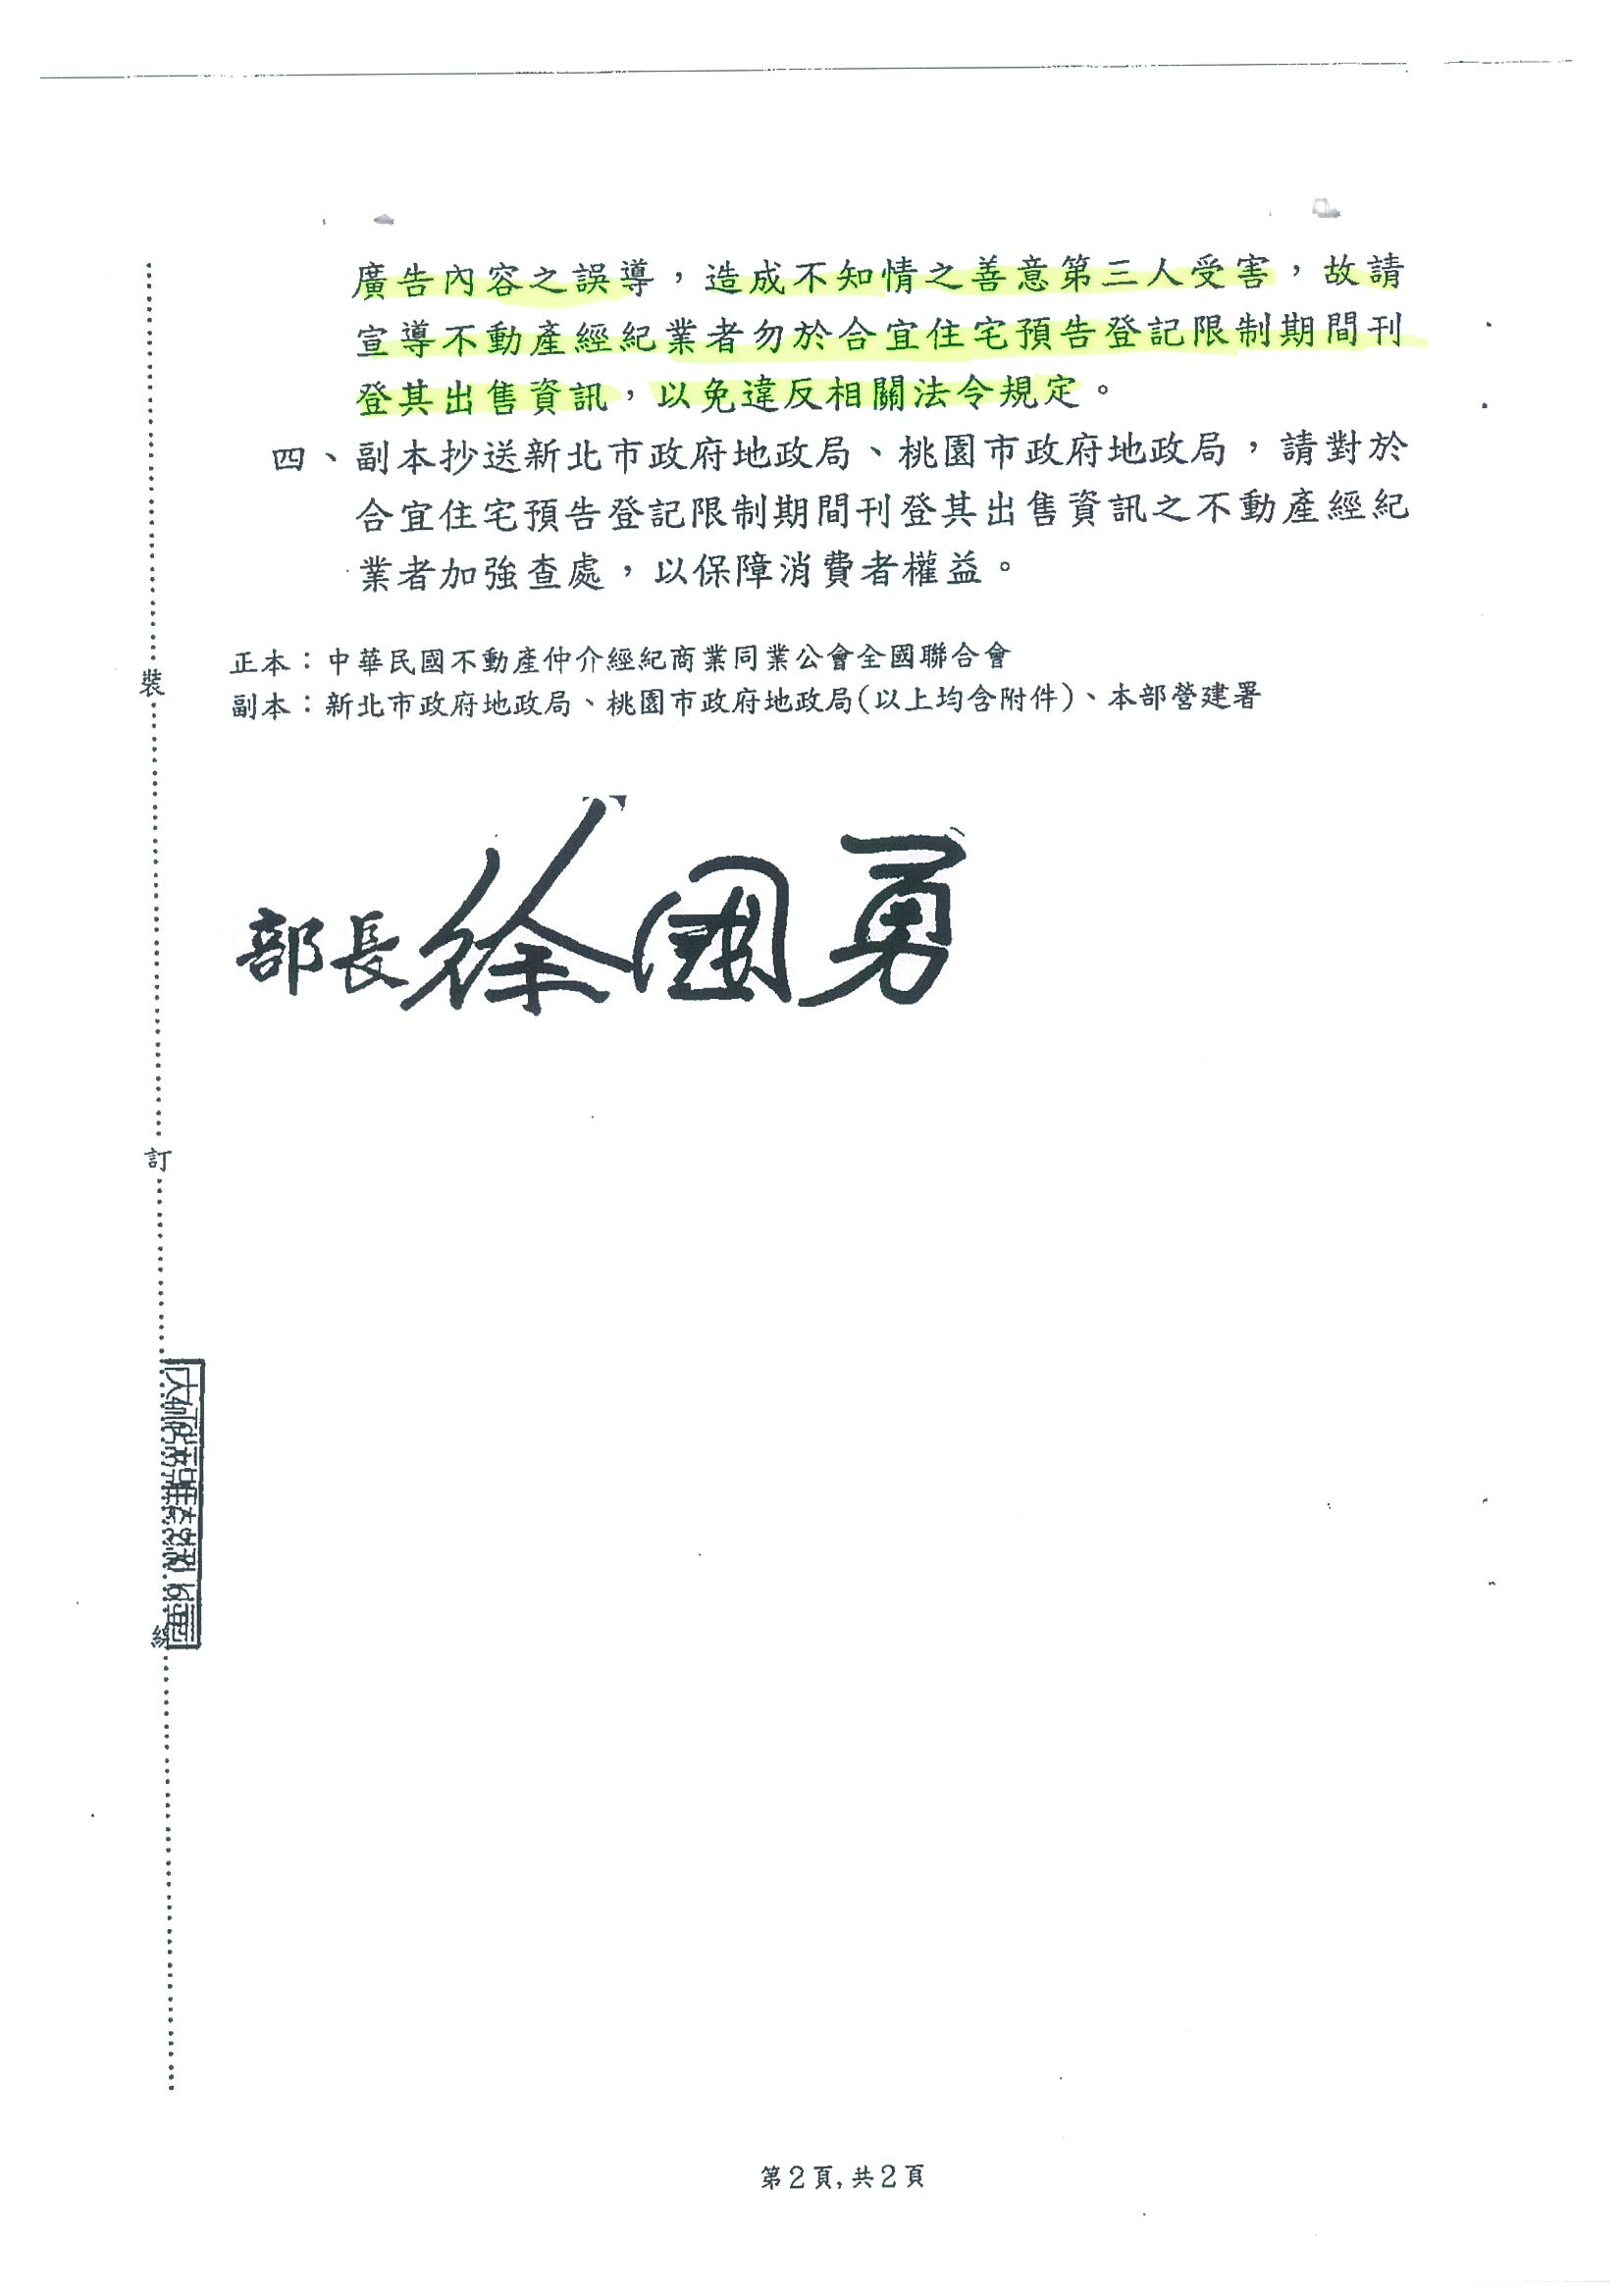 廣告內容之誤導，造成不知情之善意第三人受害，故請
宣導不動產經紀業者勿於合宜住宅預告登記限制期間刊
登其出售資訊，以免違反相關法令規定。
四、副本抄送新北市政府地政局、桃園市政府地政局，請對於
合宜住宅預告登記限制期間刊登其出售資訊之不動產經紀
業者加強查處，以保障消費者權益。
正本：中華民國不動產仲介經紀商業同業公會全國聯合會
副本：新北市政府地政局、桃園市政府地政局(以上均含附件)、本部營建署
部長徐國勇
裝
訂
線
第2頁,共2頁